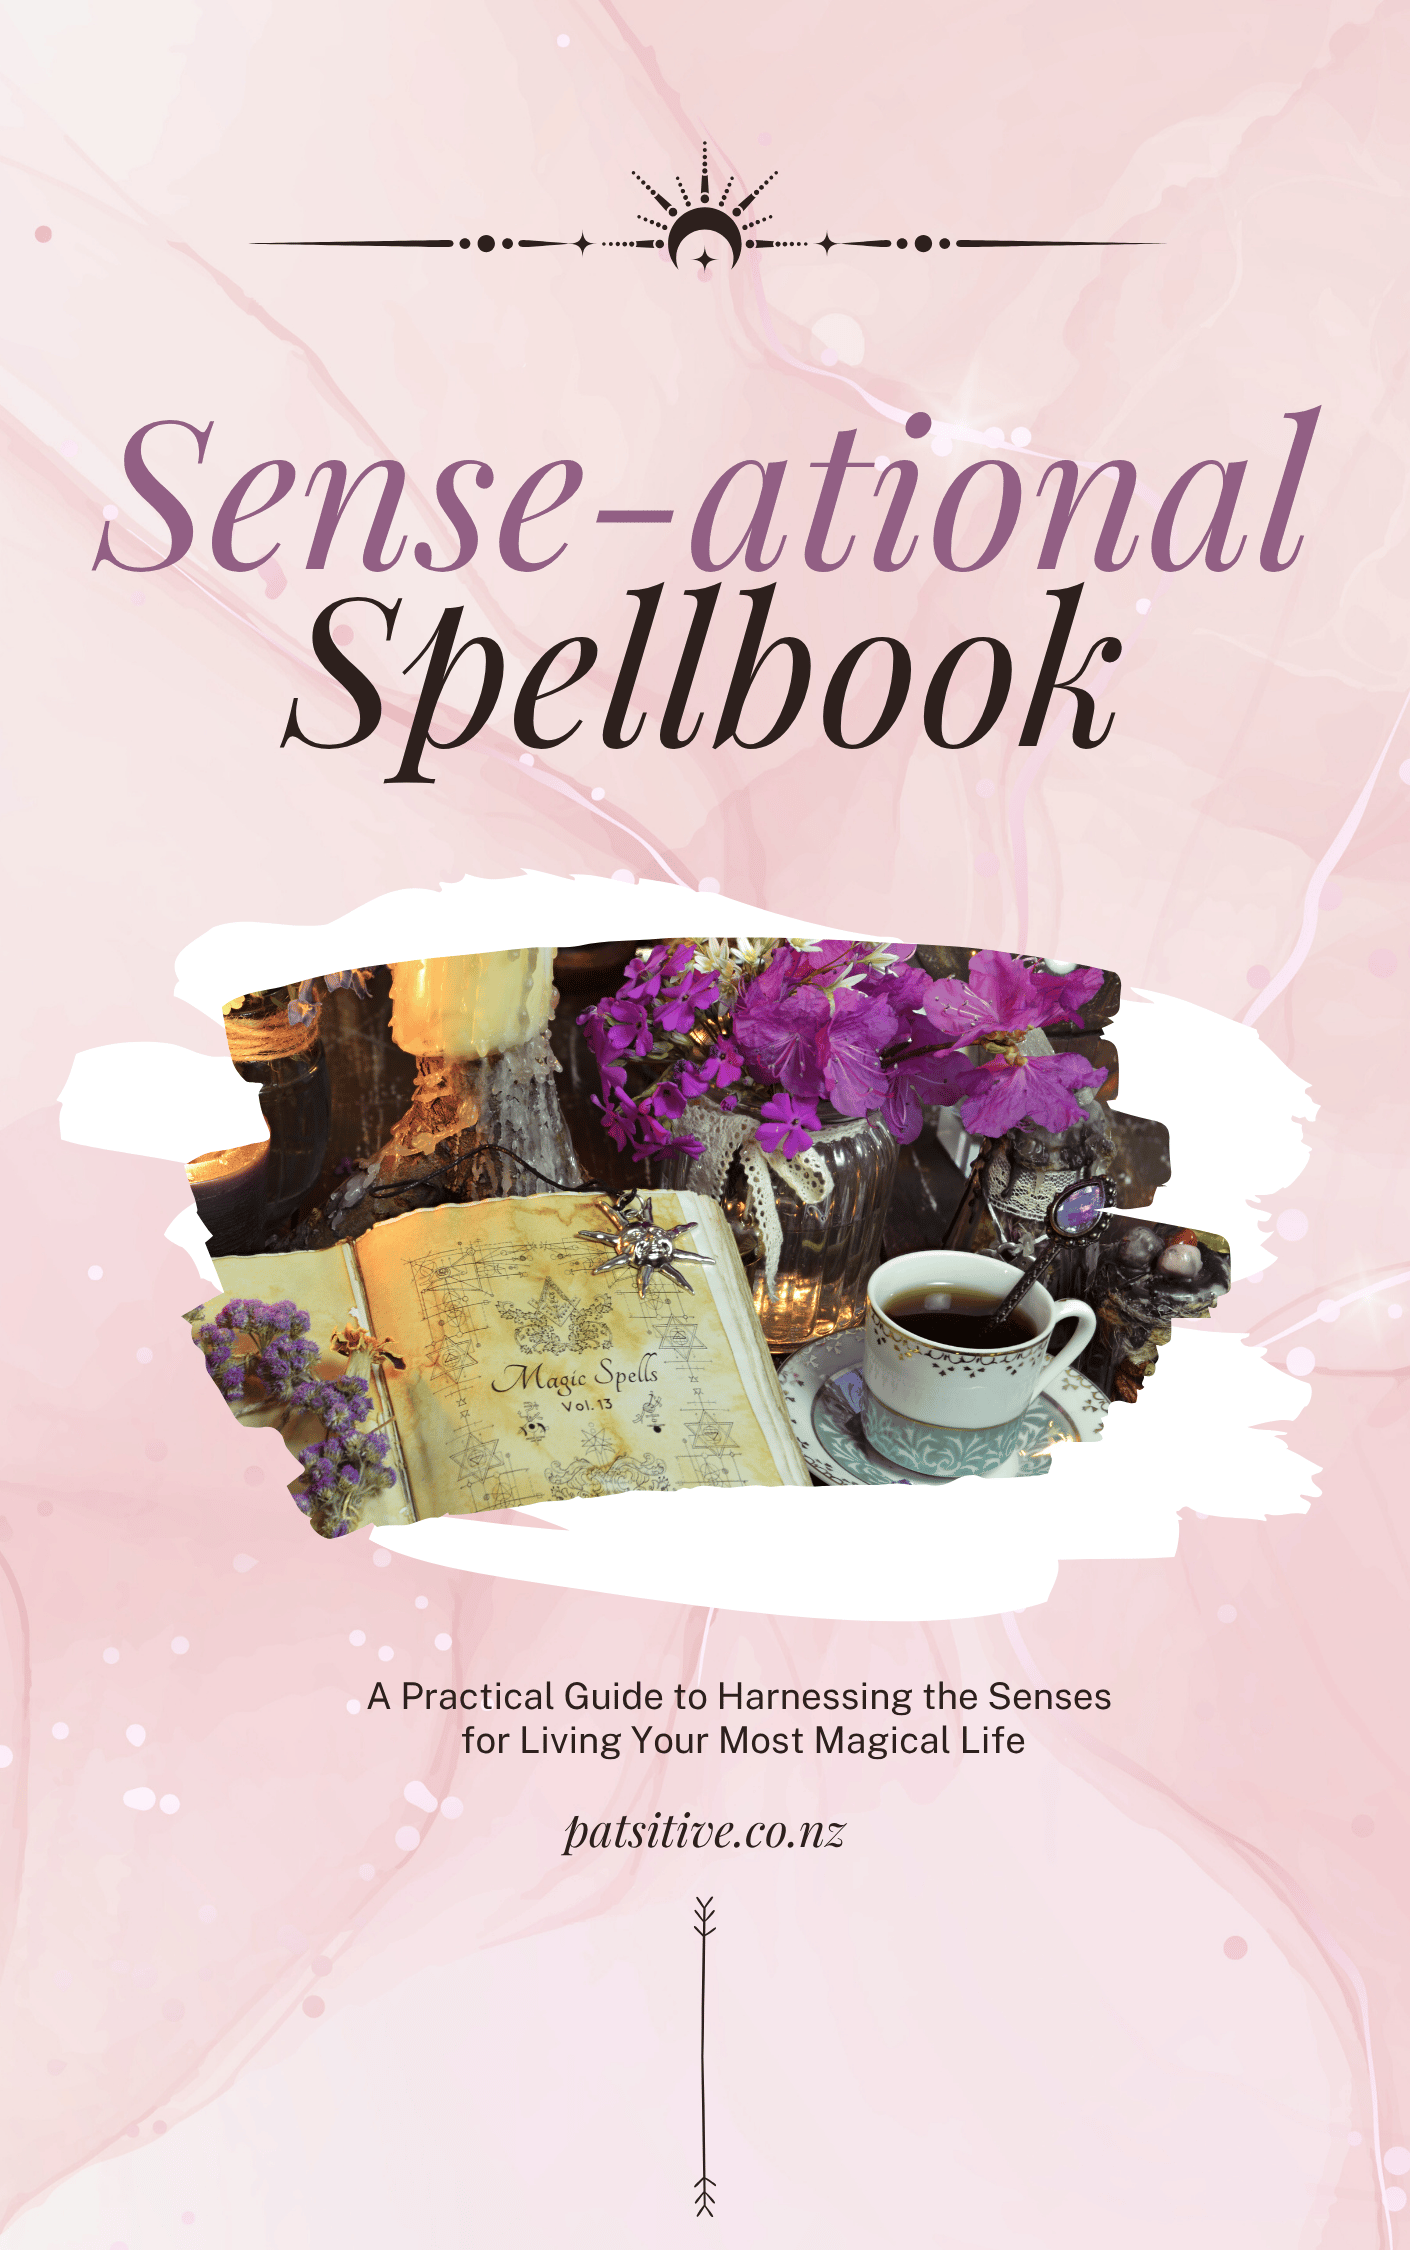 Sense-ational
Spellbook
Magic Spells
Vol. 13
A Practical Guide to Harnessing the Senses
for Living Your Most Magical Life
patsitive.co.nz